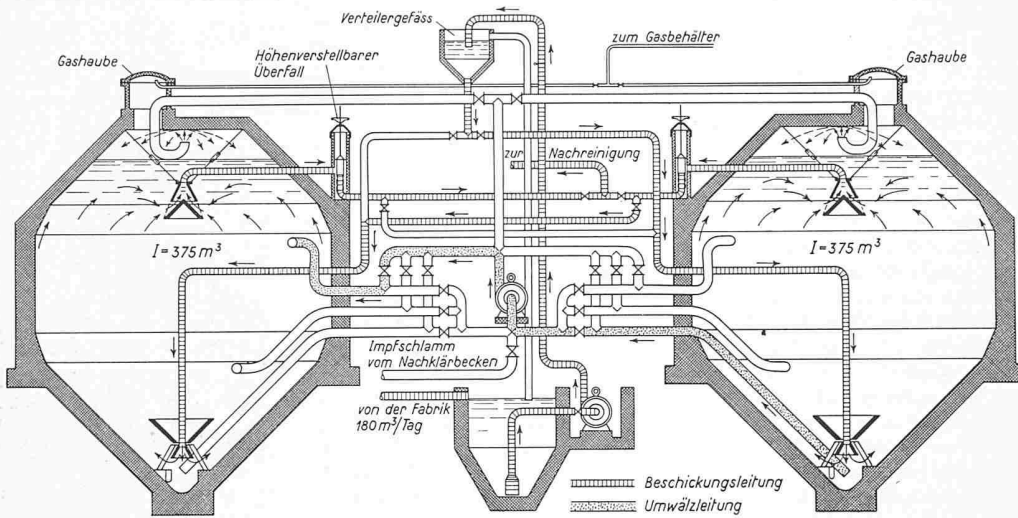 Verteilergefäss
zum Gasbehälter
Gashaube
Höhenverstellbarer
Überfall
Gashaube
zur Nachreinigung
I = 375 m³
I = 375 m³
Impfschlamm
vom Nachklärbecken
von der Fabrik
180 m³/Tag
Beschickungsleitung
Umwälzleitung